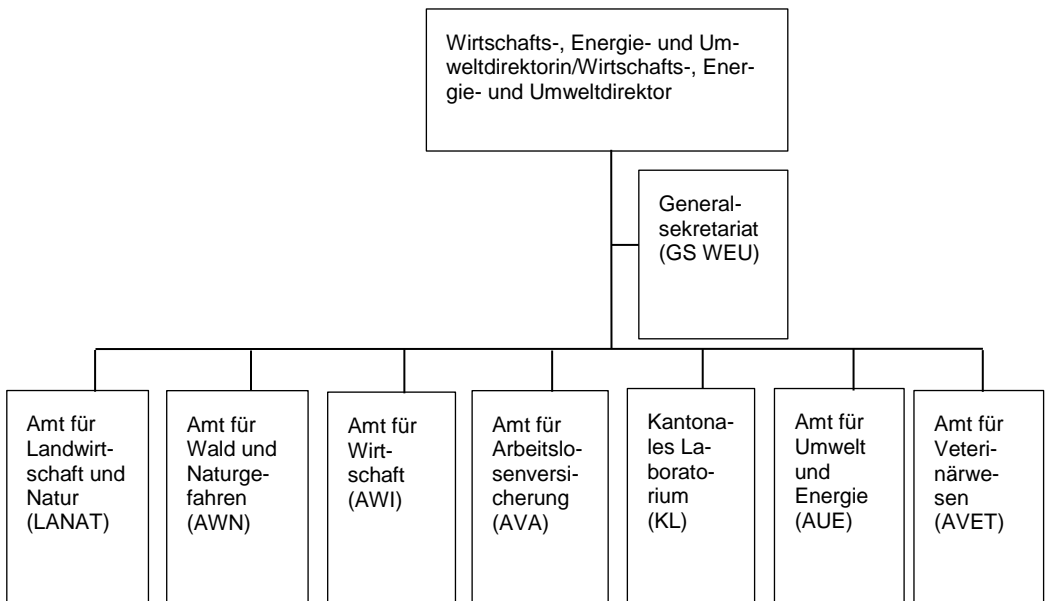 Wirtschafts-, Energie- und Um-
weltdirektorin/Wirtschafts-, Ener-
gie- und Umweltdirektor
General-
sekretariat
(GS WEU)
Amt für
Landwirt-
schaft und
Natur
(LANAT)
Amt für
Wald und
Naturge-
fahren
(AWN)
Amt für
Wirt-
schaft
(AWI)
Amt für
Arbeitslo-
senversi-
cherung
(AVA)
Kantona-
les La-
borato-
rium
(KL)
Amt für
Umwelt
und
Energie
(AUE)
Amt für
Veteri-
närwe-
sen
(AVET)